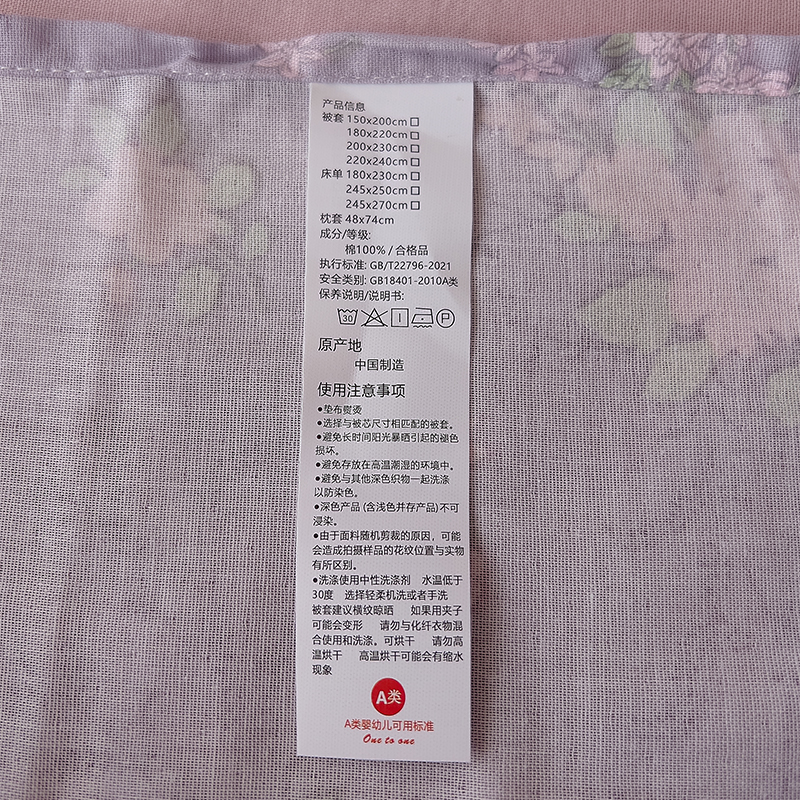 产品信息
被套 150x200cm□
180x220cm□
200x230cm□
220x240cm□
床单 180x230cm□
245x250cm□
245x270cm□
枕套 48x74cm
成分/等级:
棉100% / 合格品
执行标准: GB/T22796-2021
安全类别: GB18401-2010A类
保养说明/说明书:
30 P
原产地
中国制造
使用注意事项
●垫布熨烫
●选择与被芯尺寸相匹配的被套。
●避免长时间阳光暴晒引起的褪色
损坏。
●避免存放在高温潮湿的环境中。
●避免与其他深色织物一起洗涤
以防染色。
●深色产品 (含浅色并存产品) 不可
浸染。
●由于面料随机剪裁的原因，可能
会造成拍摄样品的花纹位置与实物
有所区别。
●洗涤使用中性洗涤剂 水温低于
30度 选择轻柔机洗或者手洗
被套建议横纹晾晒 如果用夹子
可能会变形 请勿与化纤衣物混
合使用和洗涤。可烘干 请勿高
温烘干 高温烘干可能会有缩水
现象
A类
A类婴幼儿可用标准
One to one